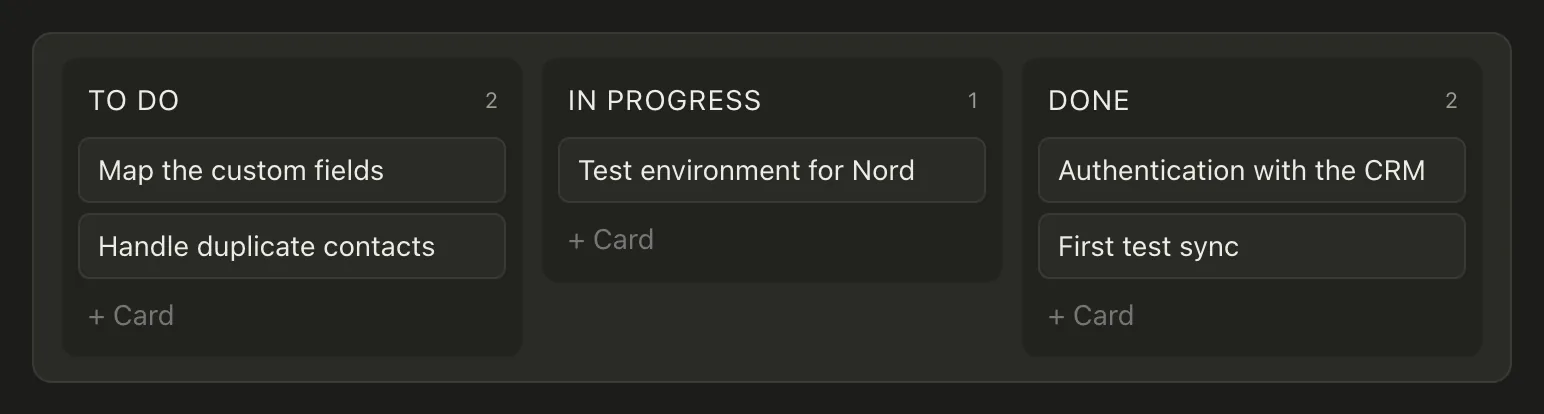 TO DO 2
Map the custom fields
Handle duplicate contacts
+ Card
IN PROGRESS 1
Test environment for Nord
+ Card
DONE 2
Authentication with the CRM
First test sync
+ Card